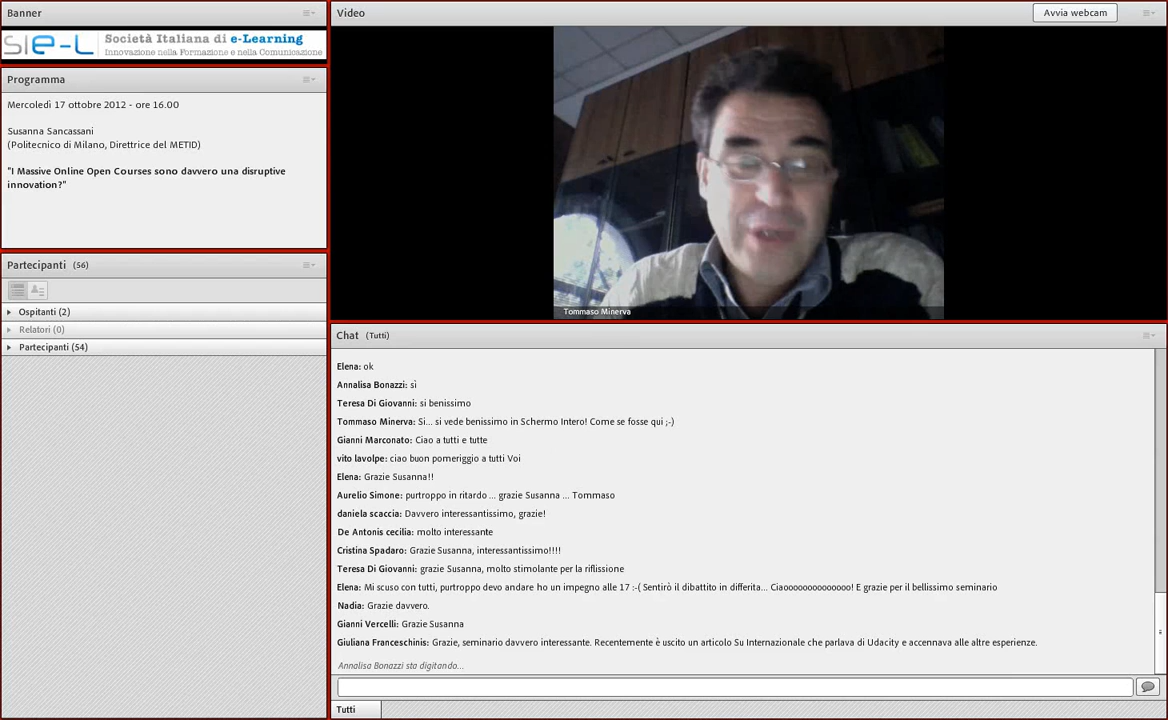 Banner
SIe-L Società Italiana di e-Learning
Innovazione nella Formazione e nella Comunicazione
Programma
Mercoledì 17 ottobre 2012 - ore 16.00
Susanna Sancassani
(Politecnico di Milano, Direttrice del METID)
"I Massive Online Open Courses sono davvero una disruptive
innovation?"
Partecipanti (56)
Ospitanti (2)
Relatori (0)
Partecipanti (54)
Video
Avvia webcam
Tommaso Minerva
Chat (Tutti)
Elena: ok
Annalisa Bonazzi: sì
Teresa Di Giovanni: si benissimo
Tommaso Minerva: Si... si vede benissimo in Schermo Intero! Come se fosse qui ;-)
Gianni Marconato: Ciao a tutti e tutte
vito lavolpe: ciao buon pomeriggio a tutti Voi
Elena: Grazie Susanna!!
Aurelio Simone: purtroppo in ritardo ... grazie Susanna ... Tommaso
daniela scaccia: Davvero interessantissimo, grazie!
De Antonis cecilia: molto interessante
Cristina Spadaro: Grazie Susanna, interessantissimo!!!!
Teresa Di Giovanni: grazie Susanna, molto stimolante per la riflissione
Elena: Mi scuso con tutti, purtroppo devo andare ho un impegno alle 17 :-( Sentirò il dibattito in differita... Ciaooooooooooooooo! E grazie per il bellissimo seminario
Nadia: Grazie davvero.
Gianni Vercelli: Grazie Susanna
Giuliana Franceschinis: Grazie, seminario davvero interessante. Recentemente è uscito un articolo Su Internazionale che parlava di Udacity e accennava alle altre esperienze.
Annalisa Bonazzi sta digitando...
Tutti